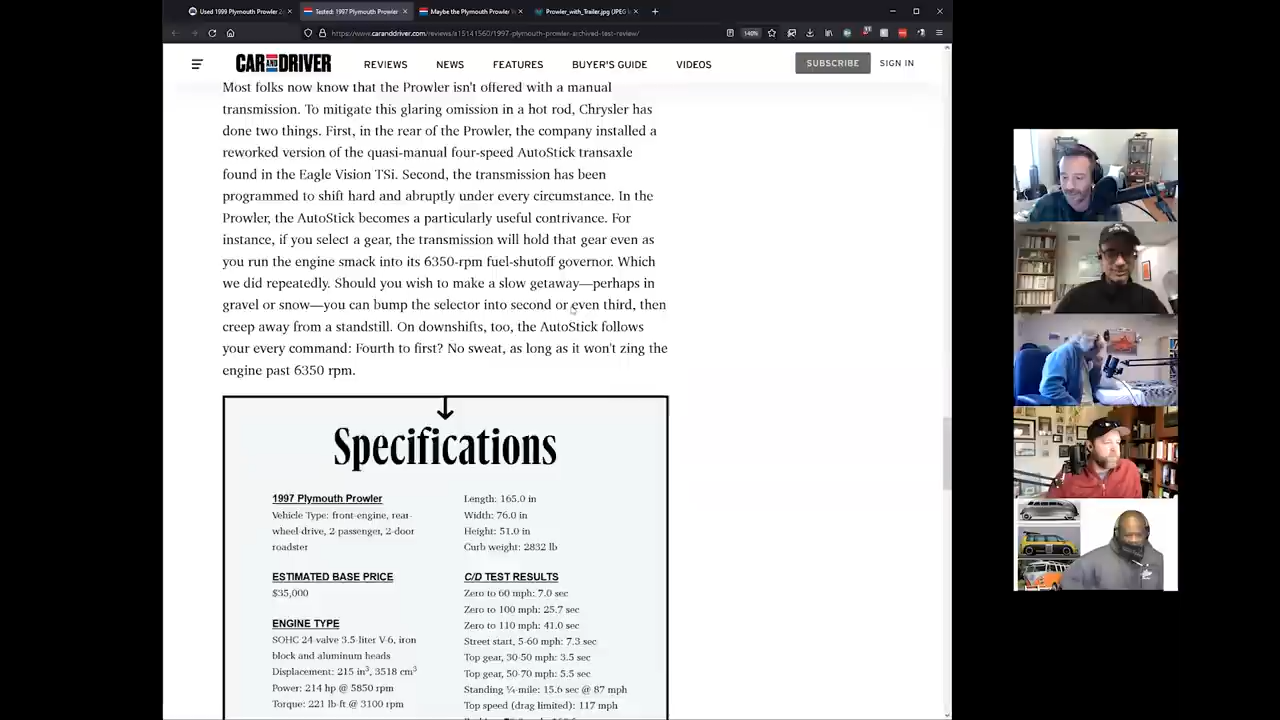 Used 1999 Plymouth Prowler
Tested: 1997 Plymouth Prowler
Maybe the Plymouth Prowler
Prowler_with_Trailer.jpg (JPEG
https://www.caranddriver.com/reviews/a15141560/1997-plymouth-prowler-archived-test-review/
140%
CAR AND DRIVER
REVIEWS
NEWS
FEATURES
BUYER'S GUIDE
VIDEOS
SUBSCRIBE
SIGN IN
Most folks now know that the Prowler isn't offered with a manual
transmission. To mitigate this glaring omission in a hot rod, Chrysler has
done two things. First, in the rear of the Prowler, the company installed a
reworked version of the quasi-manual four-speed AutoStick transaxle
found in the Eagle Vision TSi. Second, the transmission has been
programmed to shift hard and abruptly under every circumstance. In the
Prowler, the AutoStick becomes a particularly useful contrivance. For
instance, if you select a gear, the transmission will hold that gear even as
you run the engine smack into its 6350-rpm fuel-shutoff governor. Which
we did repeatedly. Should you wish to make a slow getaway—perhaps in
gravel or snow—you can bump the selector into second or even third, then
creep away from a standstill. On downshifts, too, the AutoStick follows
your every command: Fourth to first? No sweat, as long as it won't zing the
engine past 6350 rpm.
Specifications
1997 Plymouth Prowler
Vehicle Type: front-engine, rear-
wheel-drive, 2-passenger, 2-door
roadster
ESTIMATED BASE PRICE
$35,000
ENGINE TYPE
SOHC 24-valve 3.5-liter V-6, iron
block and aluminum heads
Displacement: 215 in³, 3518 cm³
Power: 214 hp @ 5850 rpm
Torque: 221 lb-ft @ 3100 rpm
Length: 165.0 in
Width: 76.0 in
Height: 51.0 in
Curb weight: 2832 lb
C/D TEST RESULTS
Zero to 60 mph: 7.0 sec
Zero to 100 mph: 25.7 sec
Zero to 110 mph: 41.0 sec
Street start, 5-60 mph: 7.3 sec
Top gear, 30-50 mph: 3.5 sec
Top gear, 50-70 mph: 5.5 sec
Standing ¼-mile: 15.6 sec @ 87 mph
Top speed (drag limited): 117 mph